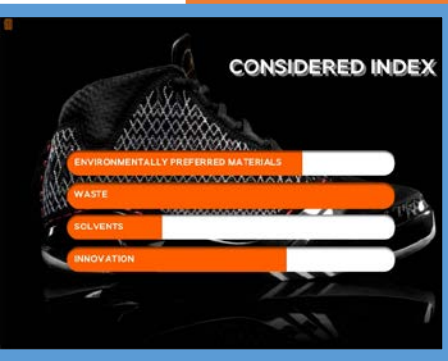 CONSIDERED INDEX
ENVIRONMENTALLY PREFERRED MATERIALS
WASTE
SOLVENTS
INNOVATION